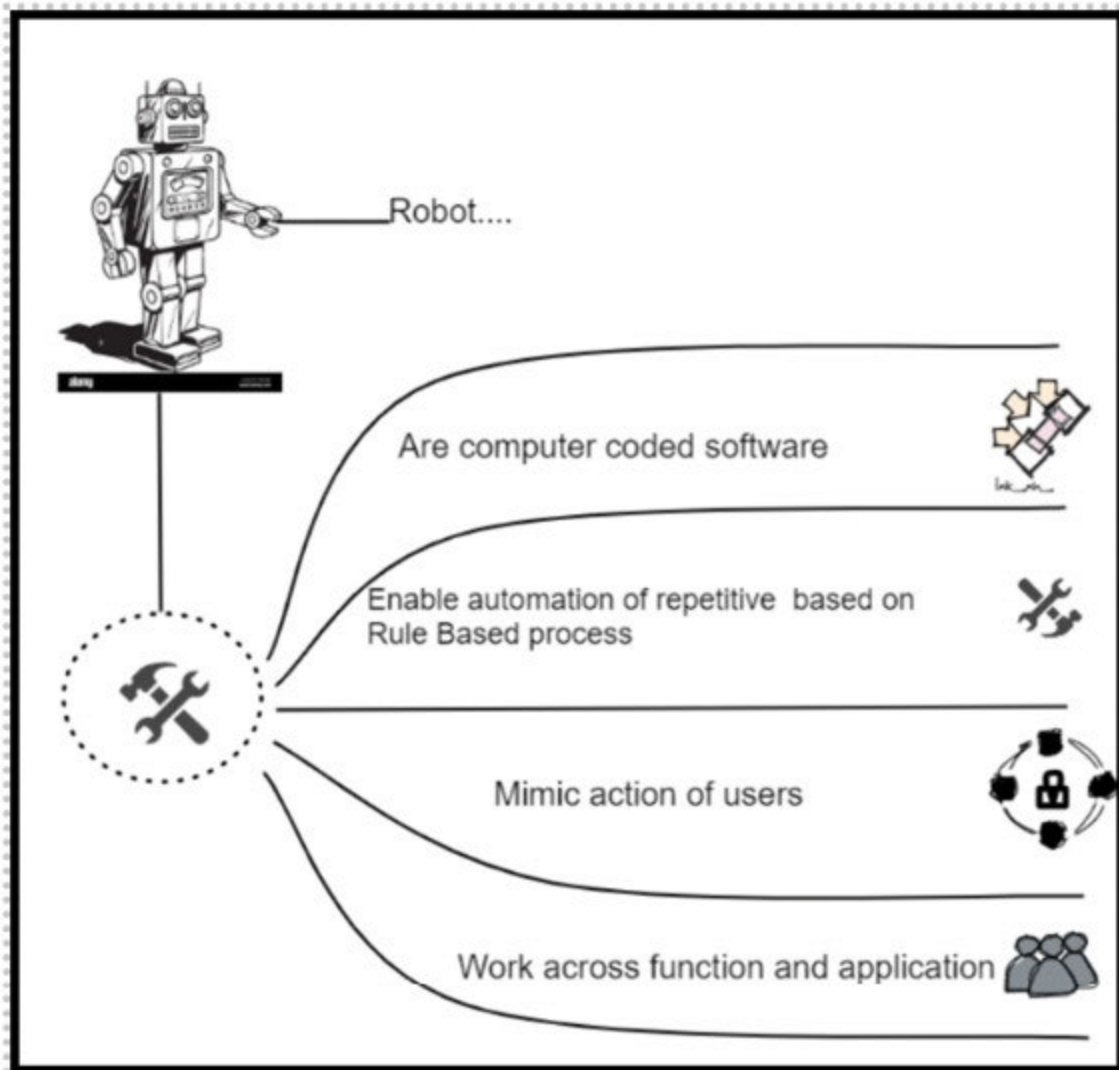 Robot....
alamy
Are computer coded software
Enable automation of repetitive based on
Rule Based process
Mimic action of users
Work across function and application